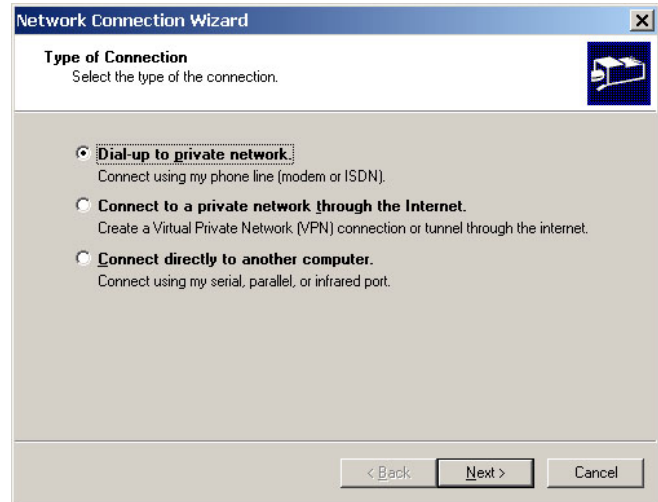 Network Connection Wizard
Type of Connection
Select the type of the connection.
Dial-up to private network.
Connect using my phone line (modem or ISDN).
Connect to a private network through the Internet.
Create a Virtual Private Network (VPN) connection or tunnel through the internet.
Connect directly to another computer.
Connect using my serial, parallel, or infrared port.
< Back Next > Cancel